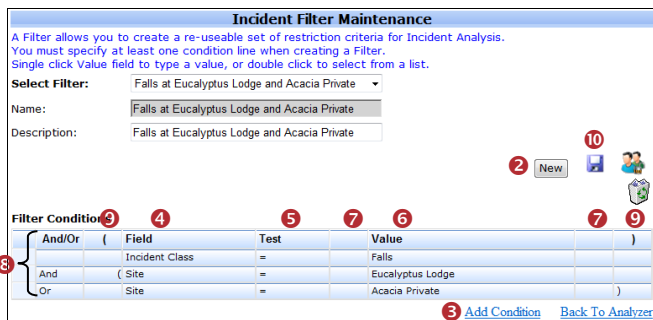 Incident Filter Maintenance
A Filter allows you to create a re-useable set of restriction criteria for Incident Analysis.
You must specify at least one condition line when creating a Filter.
Single click Value field to type a value, or double click to select from a list.
Select Filter: Falls at Eucalyptus Lodge and Acacia Private
Name: Falls at Eucalyptus Lodge and Acacia Private
Description: Falls at Eucalyptus Lodge and Acacia Private
10
2 New
Filter Conditions 9 4 5 7 6 7 9
And/Or ( Field Test Value )
Incident Class = Falls
8 And ( Site = Eucalyptus Lodge
Or Site = Acacia Private )
3 Add Condition Back To Analyzer